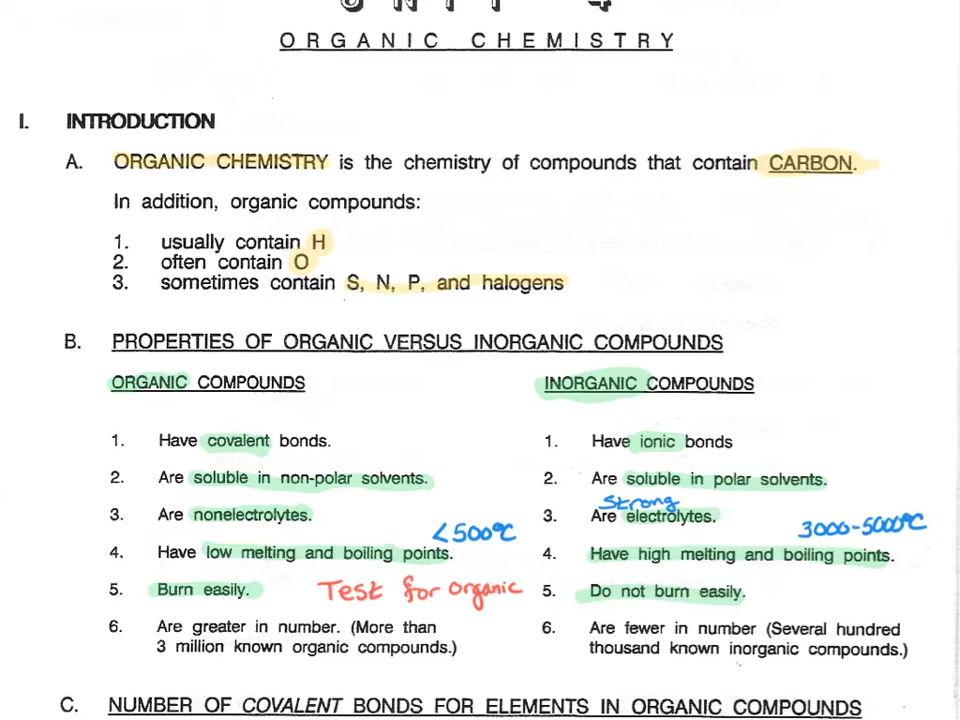 UNIT 4
ORGANIC CHEMISTRY
I. INTRODUCTION
A. ORGANIC CHEMISTRY is the chemistry of compounds that contain CARBON.
In addition, organic compounds:
1. usually contain H
2. often contain O
3. sometimes contain S, N, P, and halogens
B. PROPERTIES OF ORGANIC VERSUS INORGANIC COMPOUNDS
ORGANIC COMPOUNDS
1. Have covalent bonds.
2. Are soluble in non-polar solvents.
3. Are nonelectrolytes.
<500°C
4. Have low melting and boiling points.
5. Burn easily. Test for organic
6. Are greater in number. (More than
3 million known organic compounds.)
INORGANIC COMPOUNDS
1. Have ionic bonds
2. Are soluble in polar solvents.
strong
3. Are electrolytes.
3000-5000°C
4. Have high melting and boiling points.
5. Do not burn easily.
6. Are fewer in number (Several hundred
thousand known inorganic compounds.)
C. NUMBER OF COVALENT BONDS FOR ELEMENTS IN ORGANIC COMPOUNDS